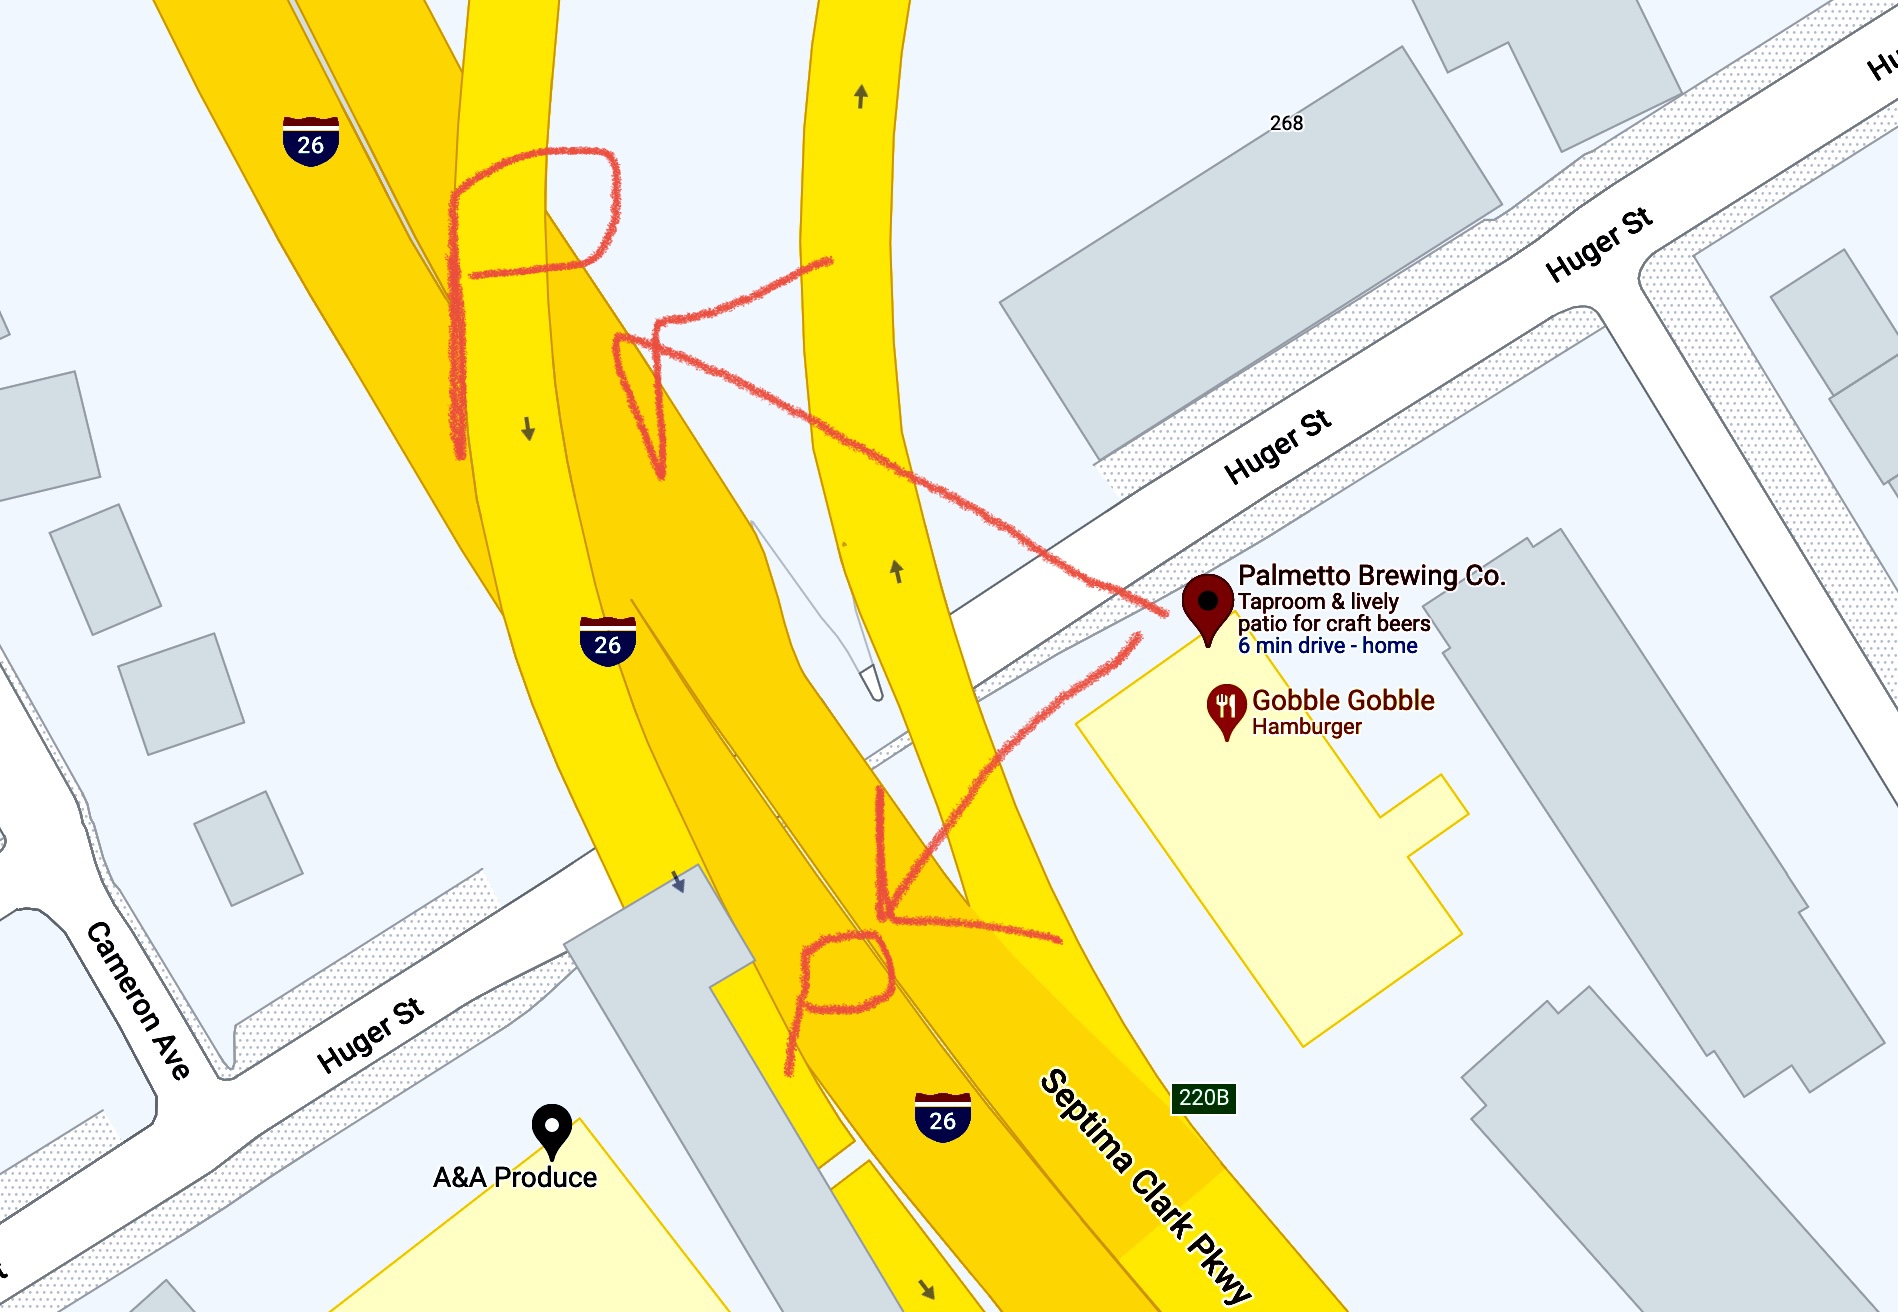 26
268
Hu
P
Huger St
Huger St
Palmetto Brewing Co.
Taproom & lively
patio for craft beers
6 min drive - home
26
Gobble Gobble
Hamburger
P
Cameron Ave
Huger St
Septima Clark Pkwy
220B
26
A&A Produce
t